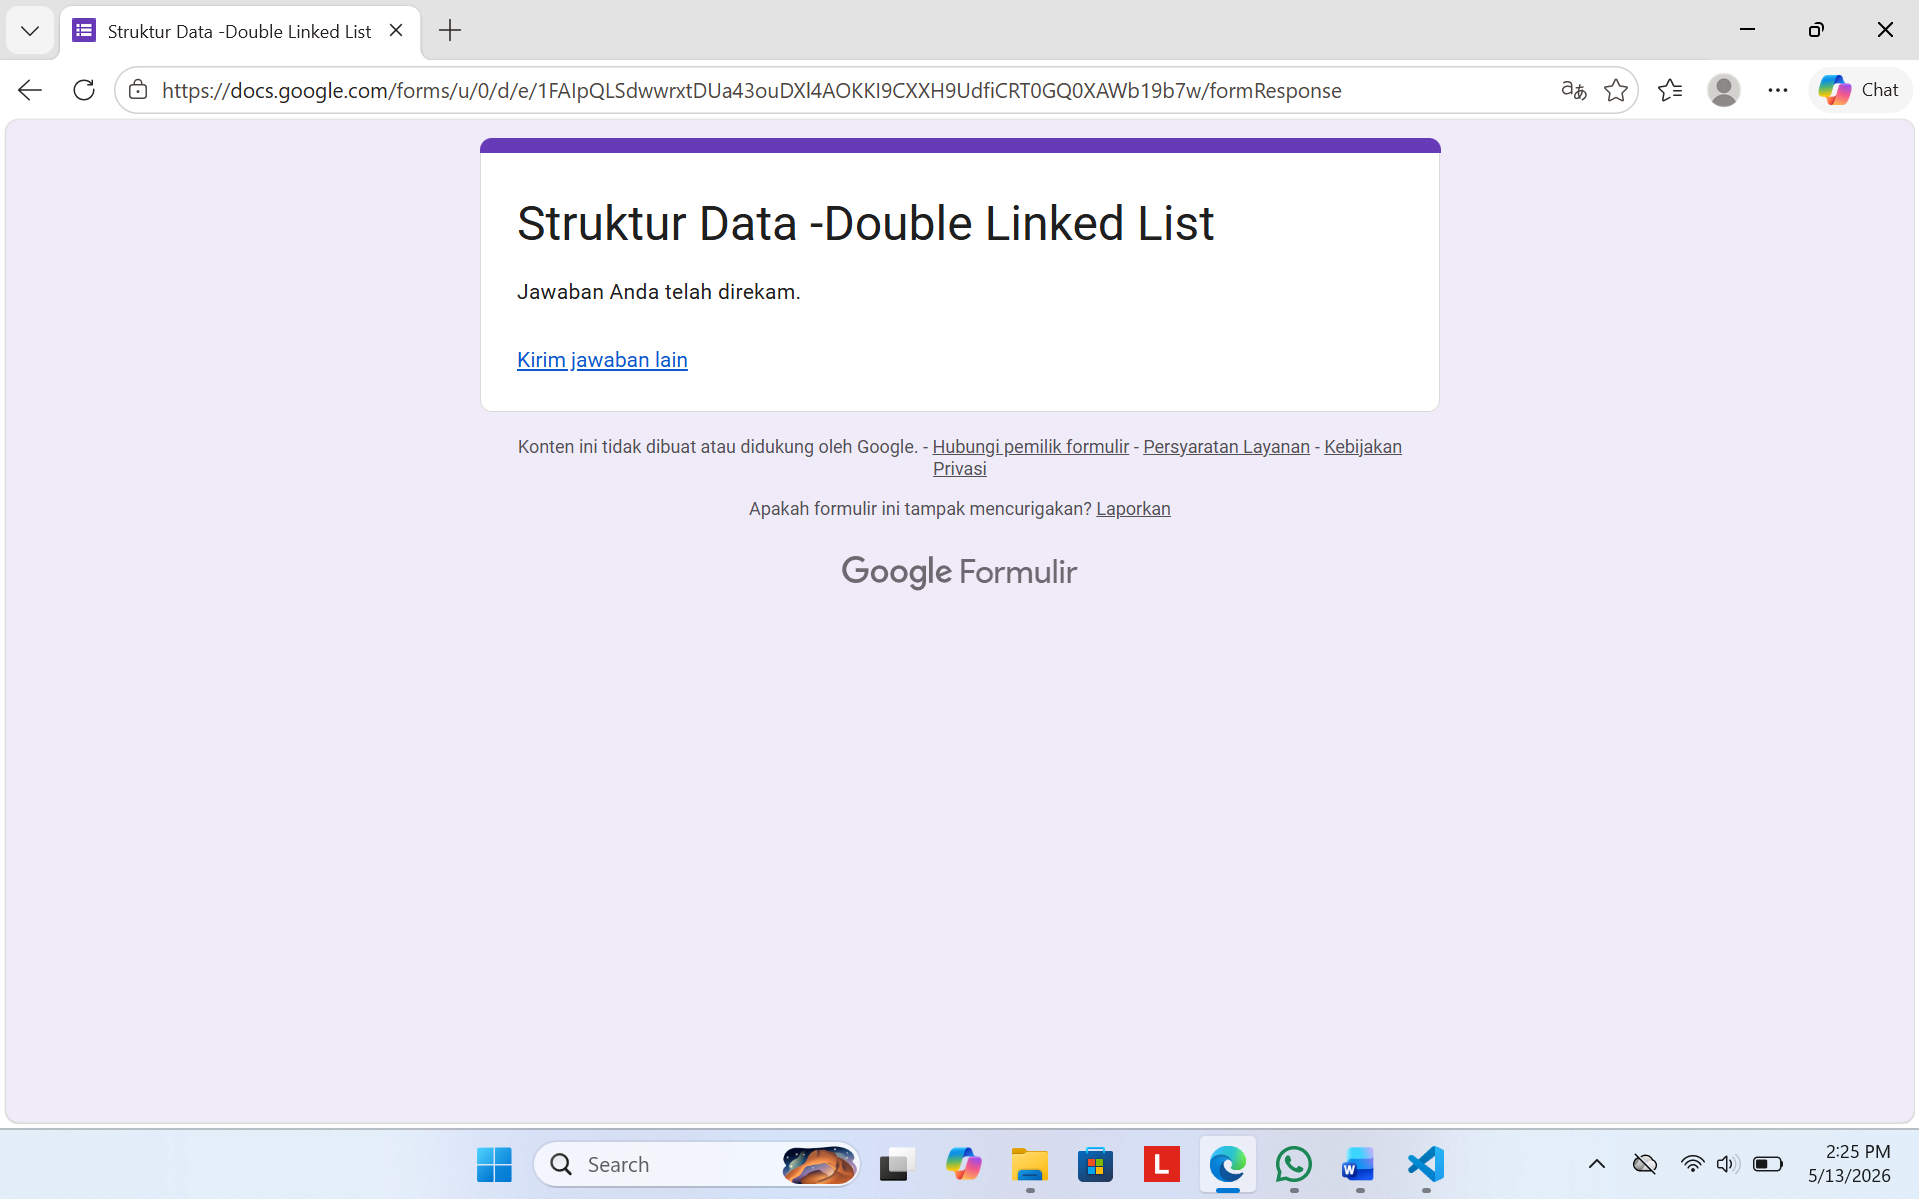 Struktur Data -Double Linked List
https://docs.google.com/forms/u/0/d/e/1FAIpQLSdwwrxtDUa43ouDXl4AOKKI9CXXH9UdfiCRT0GQ0XAWb19b7w/formResponse
Chat
Struktur Data -Double Linked List
Jawaban Anda telah direkam.
Kirim jawaban lain
Konten ini tidak dibuat atau didukung oleh Google. - Hubungi pemilik formulir - Persyaratan Layanan - Kebijakan
Privasi
Apakah formulir ini tampak mencurigakan? Laporkan
Google Formulir
Search
L
W
2:25 PM
5/13/2026